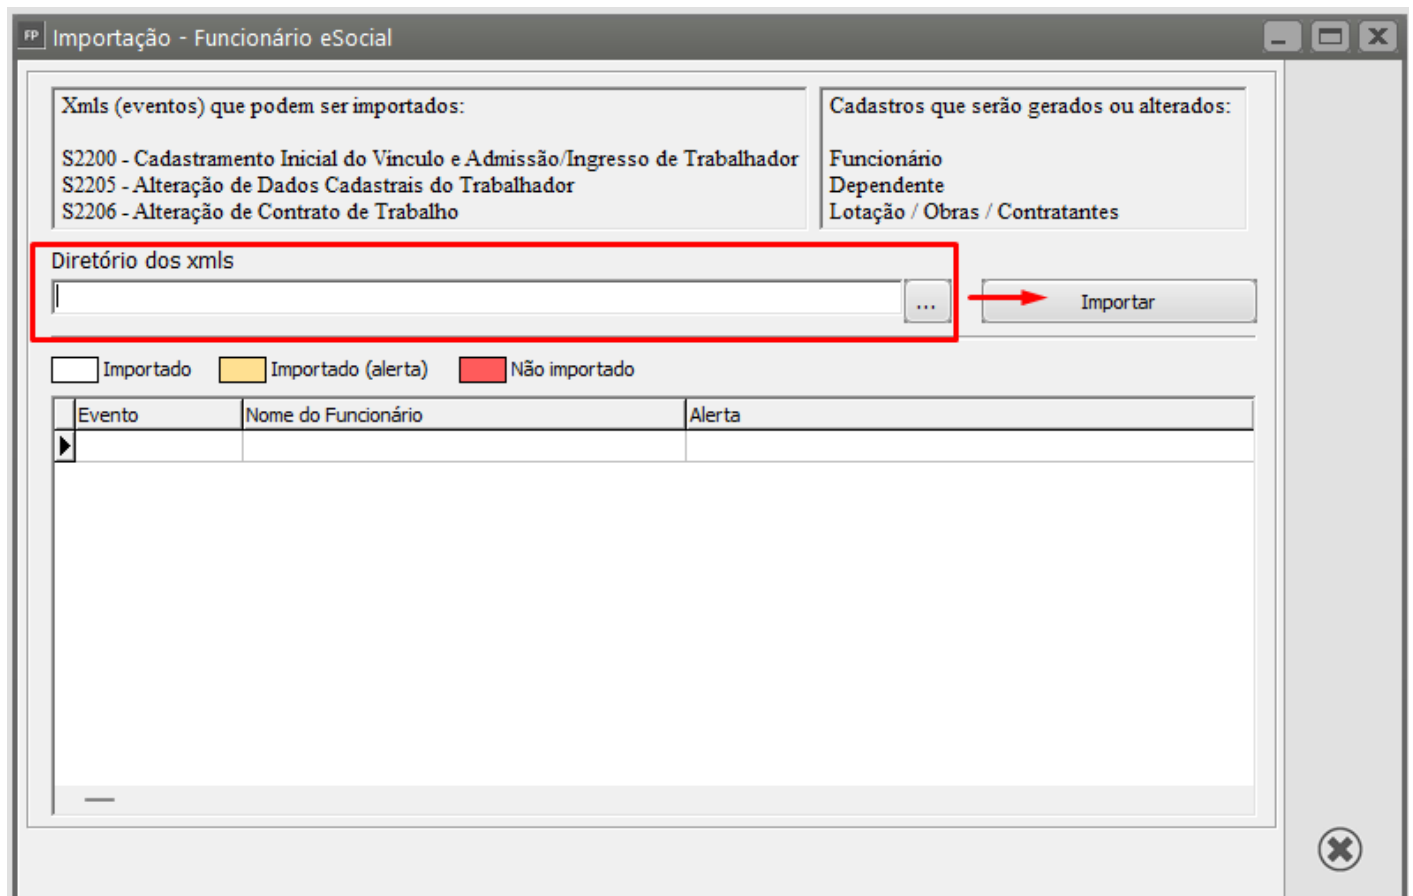 FP Importação - Funcionário eSocial
Xmls (eventos) que podem ser importados:
S2200 - Cadastramento Inicial do Vínculo e Admissão/Ingresso de Trabalhador
S2205 - Alteração de Dados Cadastrais do Trabalhador
S2206 - Alteração de Contrato de Trabalho
Cadastros que serão gerados ou alterados:
Funcionário
Dependente
Lotação / Obras / Contratantes
Diretório dos xmls
... Importar
Importado Importado (alerta) Não importado
Evento Nome do Funcionário Alerta